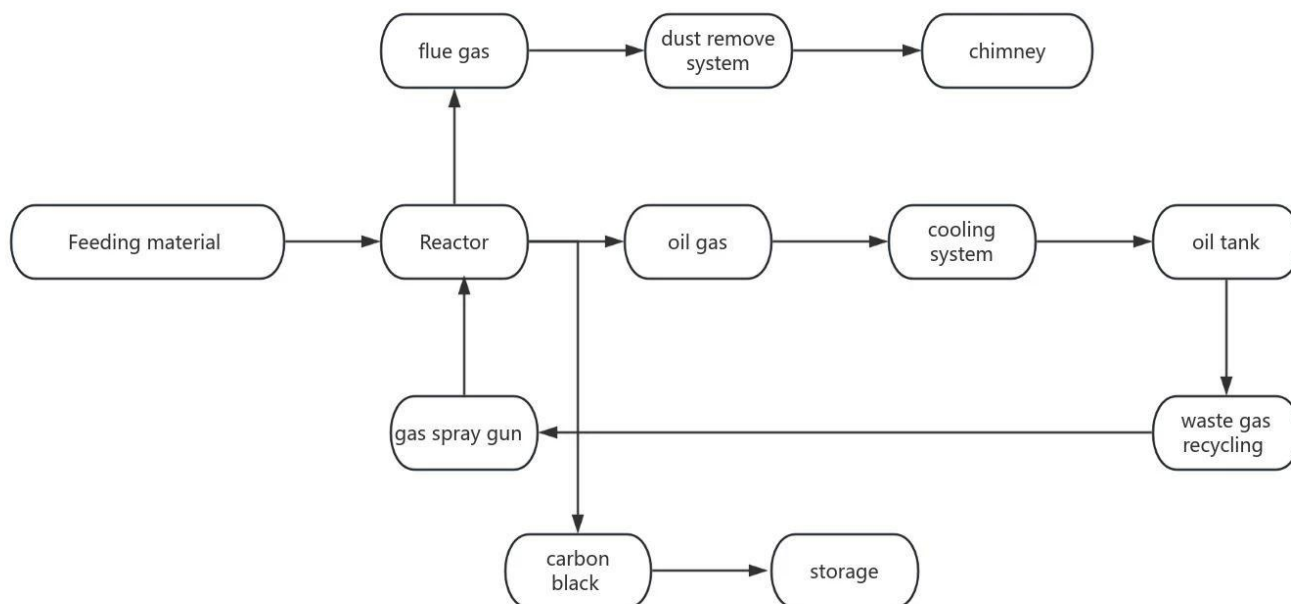 flue gas
dust remove
system
chimney
Feeding material
Reactor
oil gas
cooling
system
oil tank
gas spray gun
waste gas
recycling
carbon
black
storage